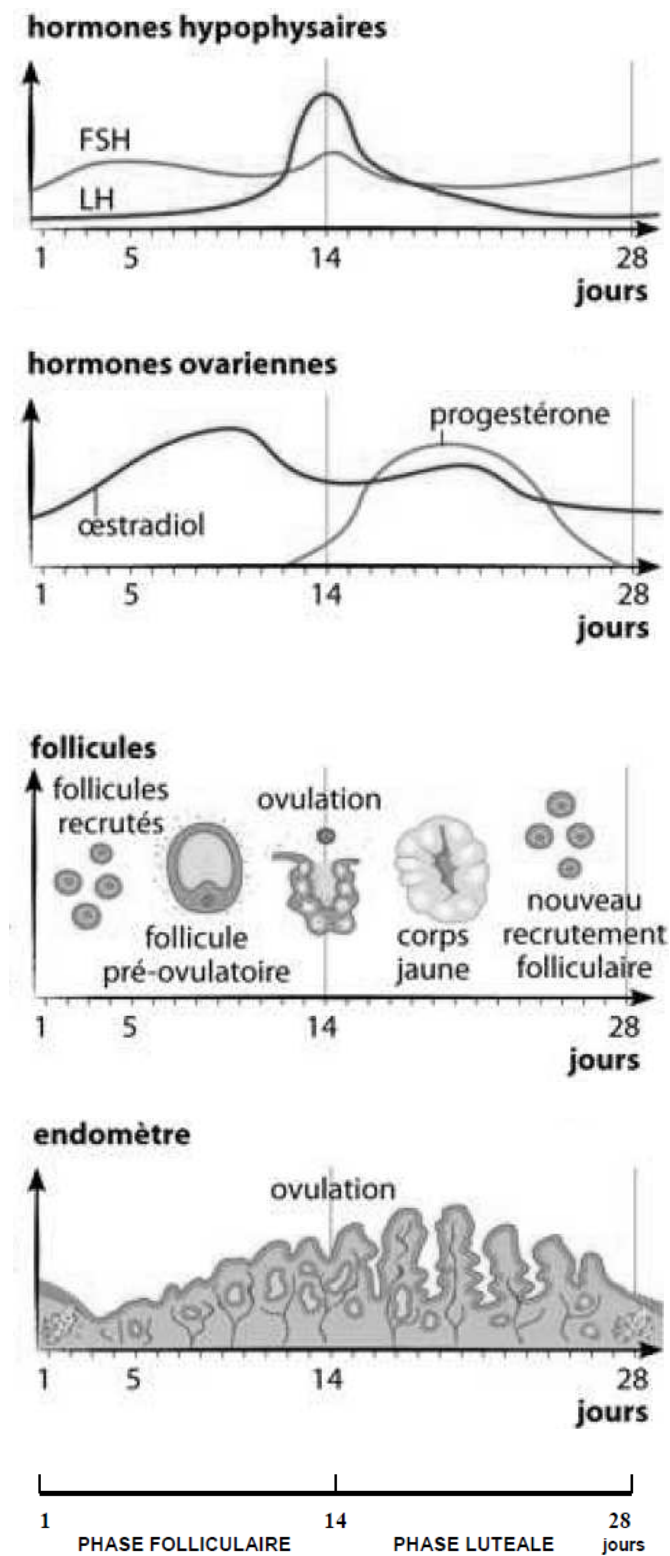 hormones hypophysaires
FSH
LH
1 5 14 28
jours
hormones ovariennes
progestérone
œstradiol
1 5 14 28
jours
follicules
follicules
recrutés
ovulation
follicule
pré-ovulatoire
corps
jaune
nouveau
recrutement
folliculaire
1 5 14 28
jours
endomètre
ovulation
1 5 14 28
jours
1 14 28
PHASE FOLLICULAIRE PHASE LUTEALE jours